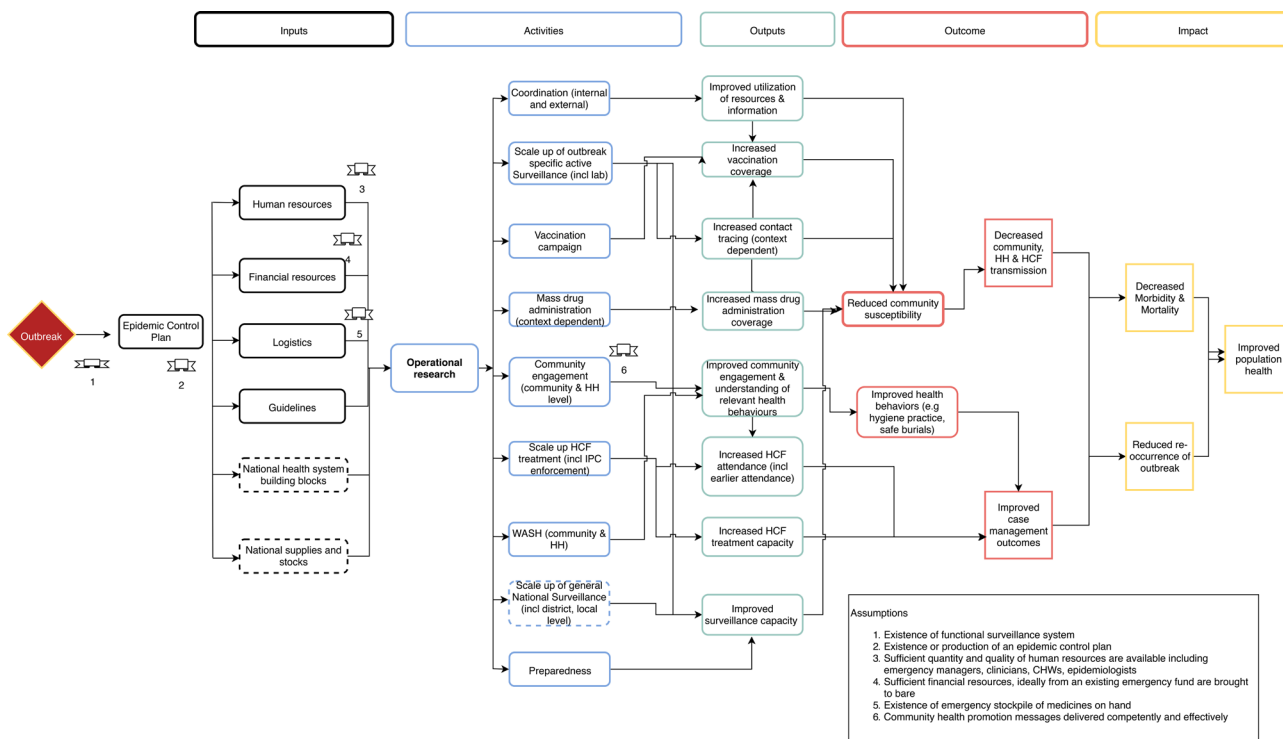 Inputs
Activities
Outputs
Outcome
Impact
Coordination (internal
and external)
Improved utilization
of resources &
information
Scale up of outbreak
specific active
Surveillance (incl lab)
Increased
vaccination
coverage
3
Human resources
Vaccination
campaign
Increased contact
tracing (context
dependent)
Decreased
community,
HH & HCF
transmission
4
Financial resources
Mass drug
administration
(context dependent)
Increased mass drug
administration
coverage
Reduced community
susceptibility
Decreased
Morbidity &
Mortality
Outbreak
Epidemic Control
Plan
5
Logistics
1
2
Operational
research
6
Community
engagement
(community & HH
level)
Improved community
engagement &
understanding of
relevant health
behaviours
Improved
population
health
Guidelines
Improved health
behaviors (e.g
hygiene practice,
safe burials)
National health system
building blocks
Scale up HCF
treatment (incl IPC
enforcement)
Increased HCF
attendance (incl
earlier attendance)
Reduced re-
occurrence of
outbreak
National supplies and
stocks
WASH (community &
HH)
Increased HCF
treatment capacity
Improved
case
management
outcomes
Scale up of general
National Surveillance
(incl district, local
level)
Improved
surveillance capacity
Preparedness
Assumptions
1. Existence of functional surveillance system
2. Existence or production of an epidemic control plan
3. Sufficient quantity and quality of human resources are available including
emergency managers, clinicians, CHWs, epidemiologists
4. Sufficient financial resources, ideally from an existing emergency fund are brought
to bare
5. Existence of emergency stockpile of medicines on hand
6. Community health promotion messages delivered competently and effectively